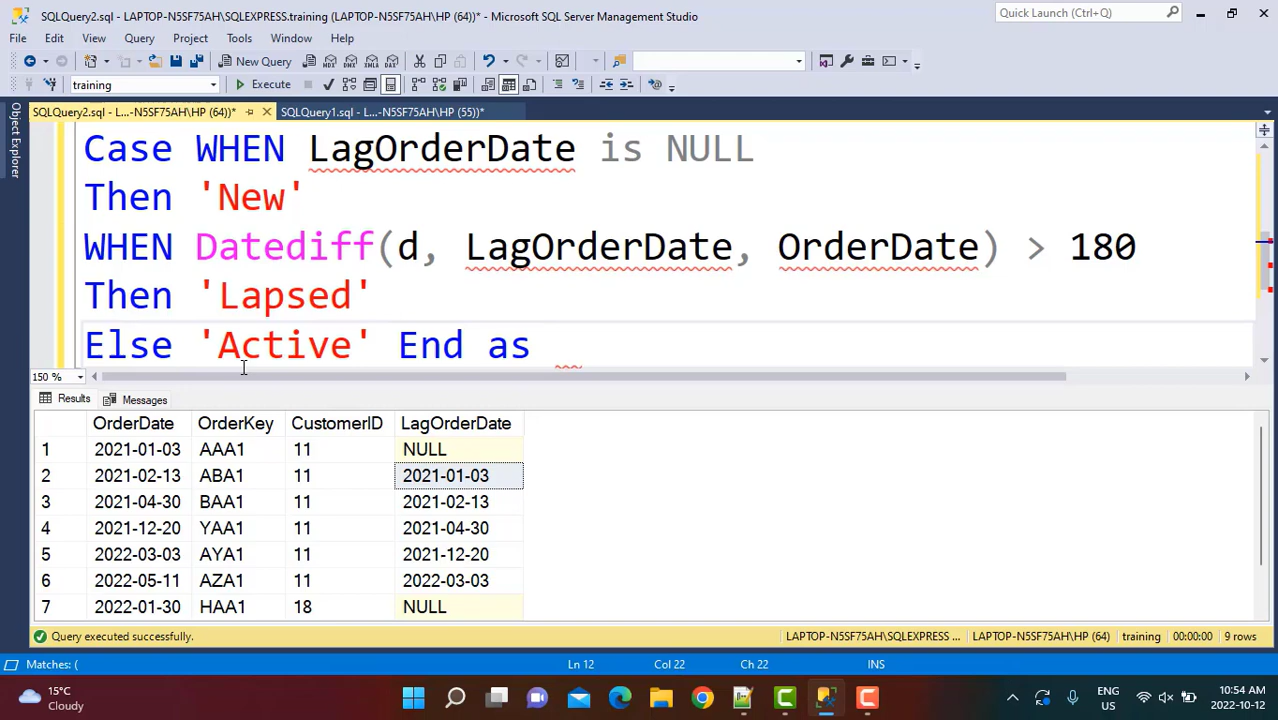 SQLQuery2.sql - LAPTOP-N5SF75AH\SQLEXPRESS.training (LAPTOP-N5SF75AH\HP (64))* - Microsoft SQL Server Management Studio
Quick Launch (Ctrl+Q)
File Edit View Query Project Tools Window Help
New Query
training
Execute
SQLQuery2.sql - L...-N5SF75AH\HP (64))*
SQLQuery1.sql - L...-N5SF75AH\HP (55))*
Object Explorer
Case WHEN LagOrderDate is NULL
Then 'New'
WHEN Datediff(d, LagOrderDate, OrderDate) > 180
Then 'Lapsed'
Else 'Active' End as
150 %
Results Messages
OrderDate OrderKey CustomerID LagOrderDate
1 2021-01-03 AAA1 11 NULL
2 2021-02-13 ABA1 11 2021-01-03
3 2021-04-30 BAA1 11 2021-02-13
4 2021-12-20 YAA1 11 2021-04-30
5 2022-03-03 AYA1 11 2021-12-20
6 2022-05-11 AZA1 11 2022-03-03
7 2022-01-30 HAA1 18 NULL
Query executed successfully.
LAPTOP-N5SF75AH\SQLEXPRESS ... LAPTOP-N5SF75AH\HP (64) training 00:00:00 9 rows
Matches: (
Ln 12 Col 22 Ch 22 INS
15°C
Cloudy
ENG
US
10:54 AM
2022-10-12